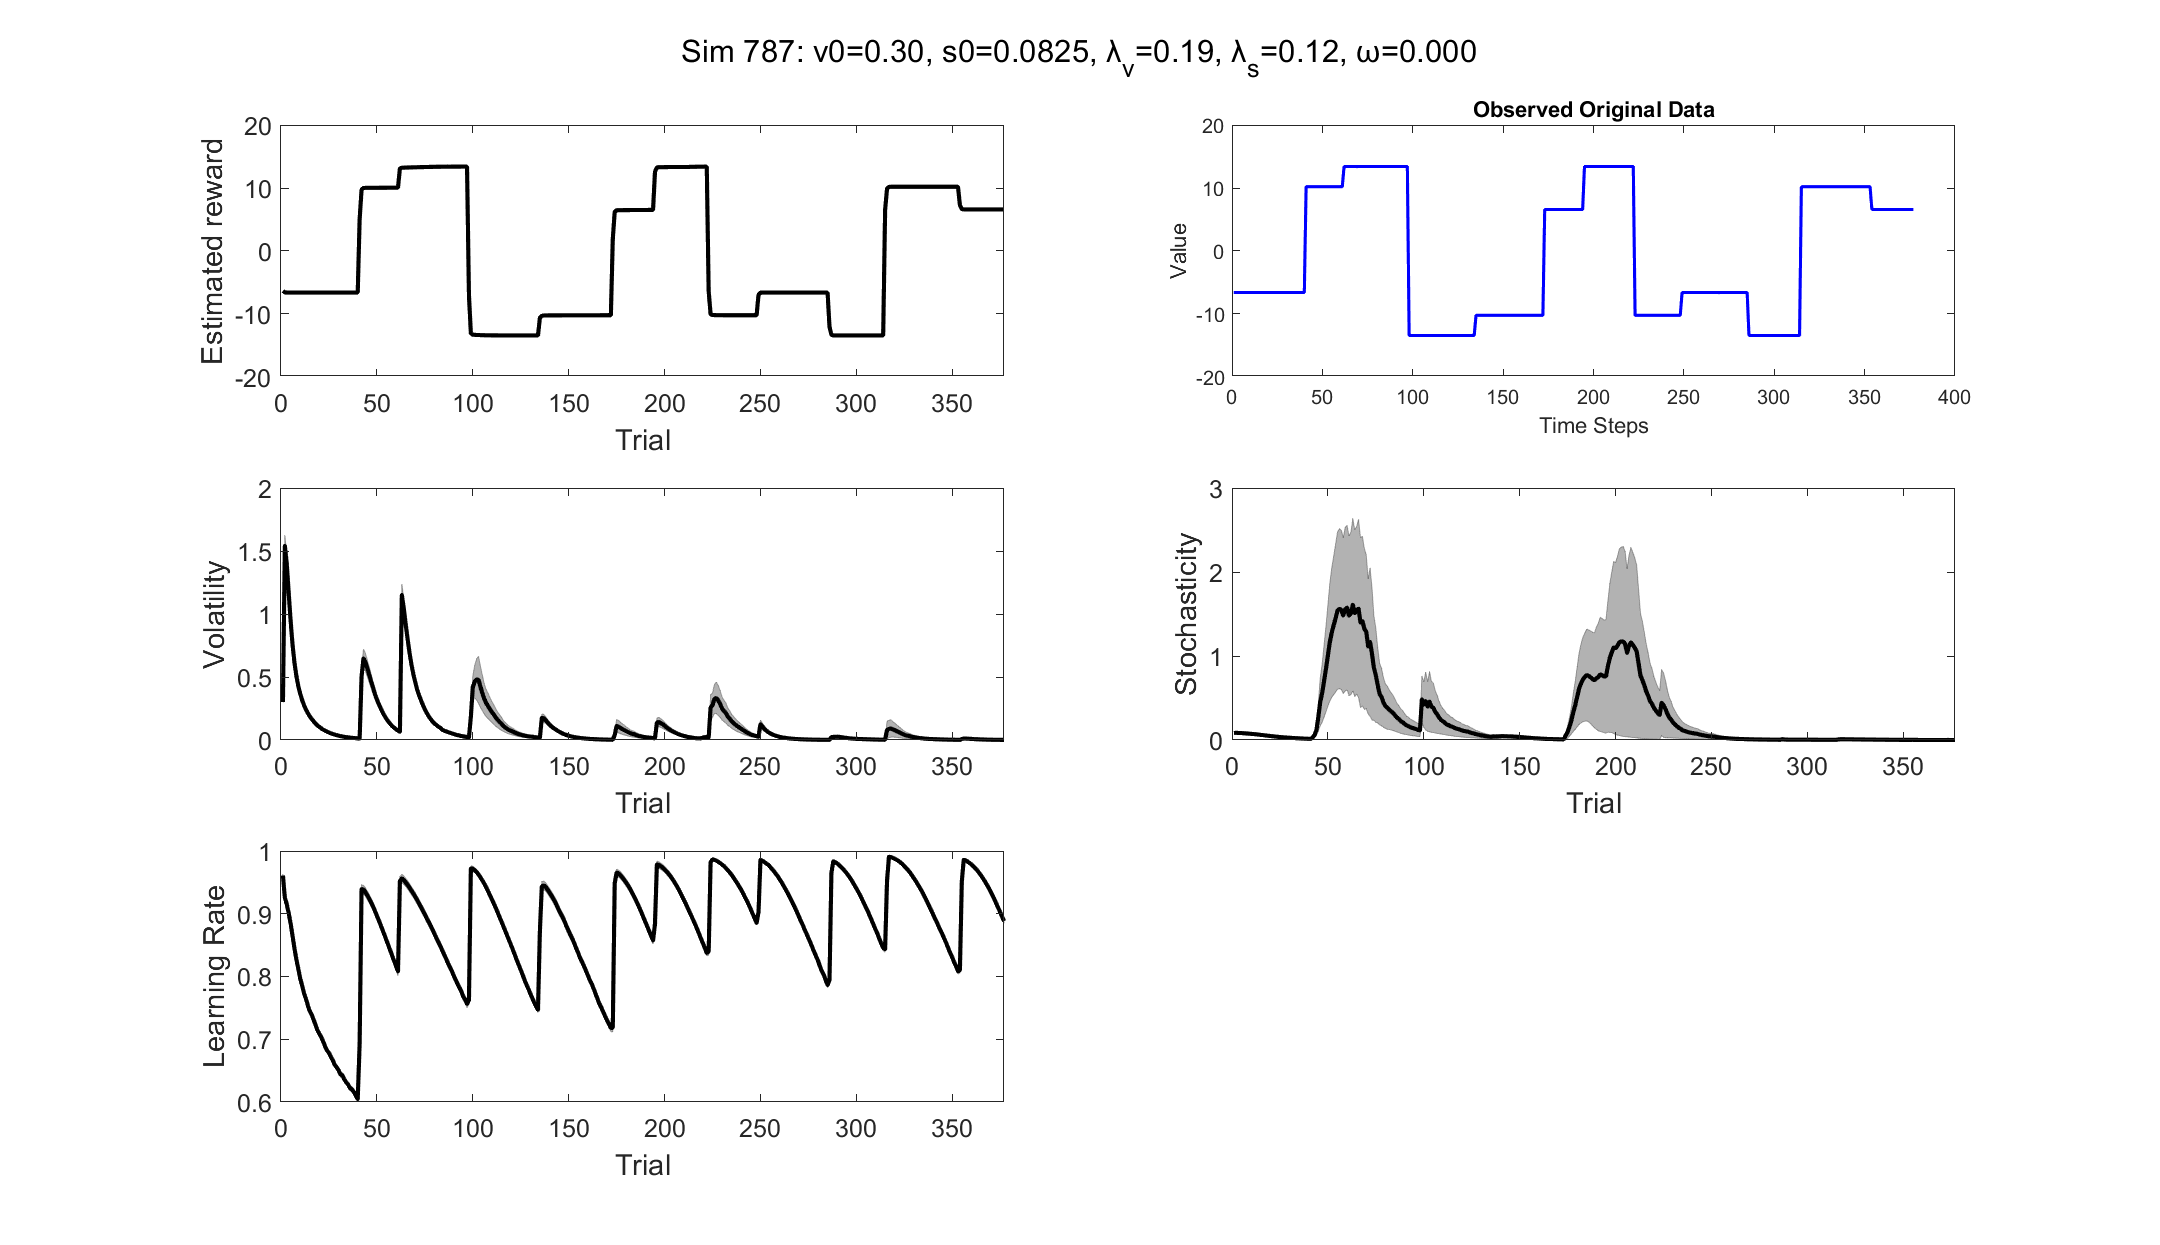 Sim 787: v0=0.30, s0=0.0825, λv=0.19, λs=0.12, ω=0.000
20
10
0
-10
-20
Estimated reward
0 50 100 150 200 250 300 350
Trial
Observed Original Data
20
10
0
-10
-20
Value
0 50 100 150 200 250 300 350 400
Time Steps
2
1.5
1
0.5
0
Volatility
0 50 100 150 200 250 300 350
Trial
3
2
1
0
Stochasticity
0 50 100 150 200 250 300 350
Trial
1
0.9
0.8
0.7
0.6
Learning Rate
0 50 100 150 200 250 300 350
Trial